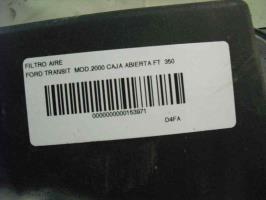 FILTRO AIRE
FORD TRANSIT MOD.2000 CAJA ABIERTA FT 350
0000000000153971
D4FA